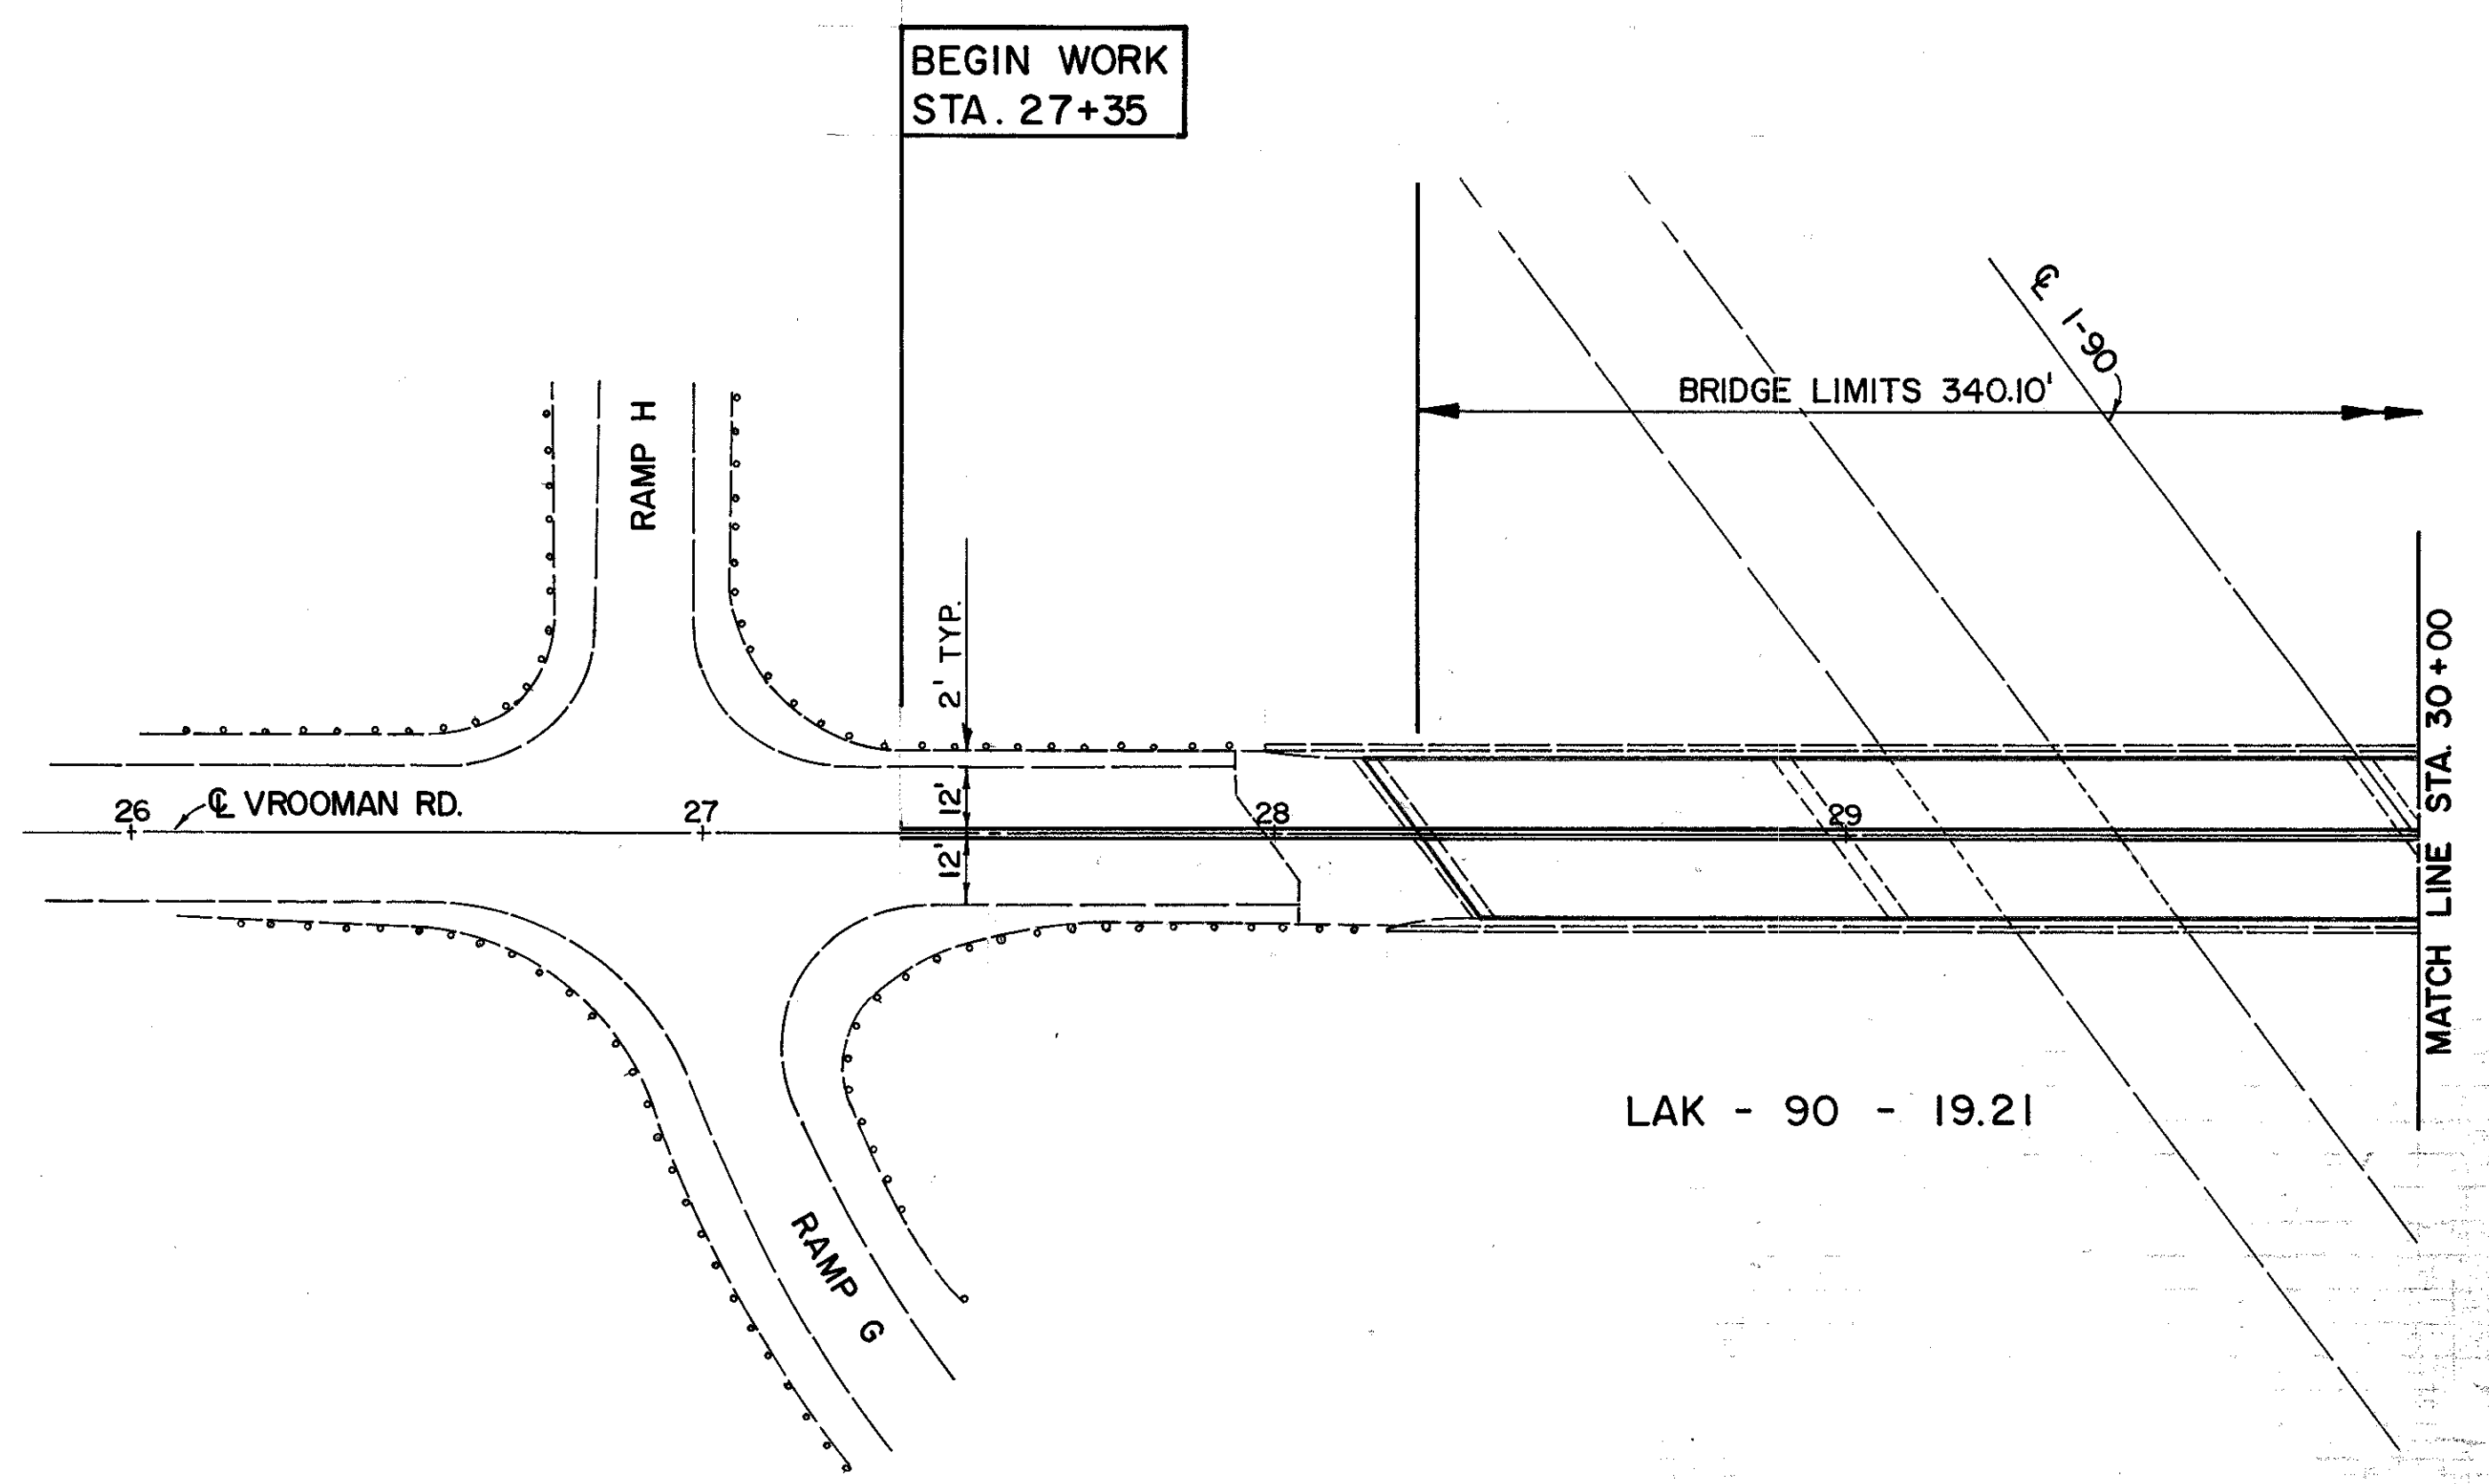 BEGIN WORK
STA. 27+35
℄ I-90
BRIDGE LIMITS 340.10'
RAMP H
2' TYP.
12'
12'
℄ VROOMAN RD.
26
27
28
29
MATCH LINE STA. 30+00
LAK - 90 - 19.21
RAMP G